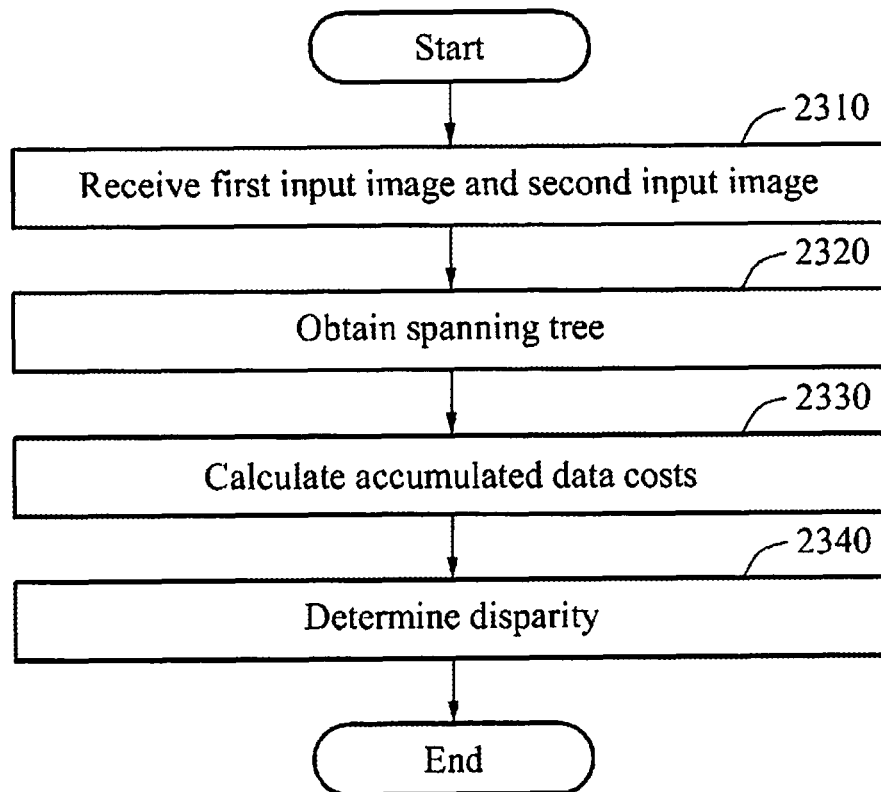 Start
2310
Receive first input image and second input image
2320
Obtain spanning tree
2330
Calculate accumulated data costs
2340
Determine disparity
End